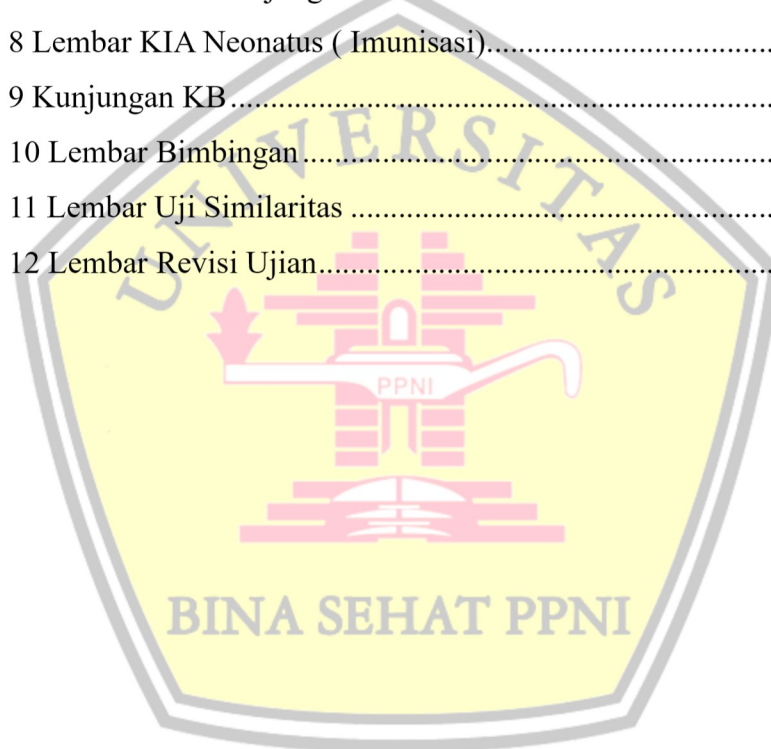 8 Lembar KIA Neonatus ( Imunisasi)........................................
9 Kunjungan KB..........................................................................
10 Lembar Bimbingan................................................................
11 Lembar Uji Similaritas ..........................................................
12 Lembar Revisi Ujian..............................................................
UNIVERSITAS
PPNI
BINA SEHAT PPNI